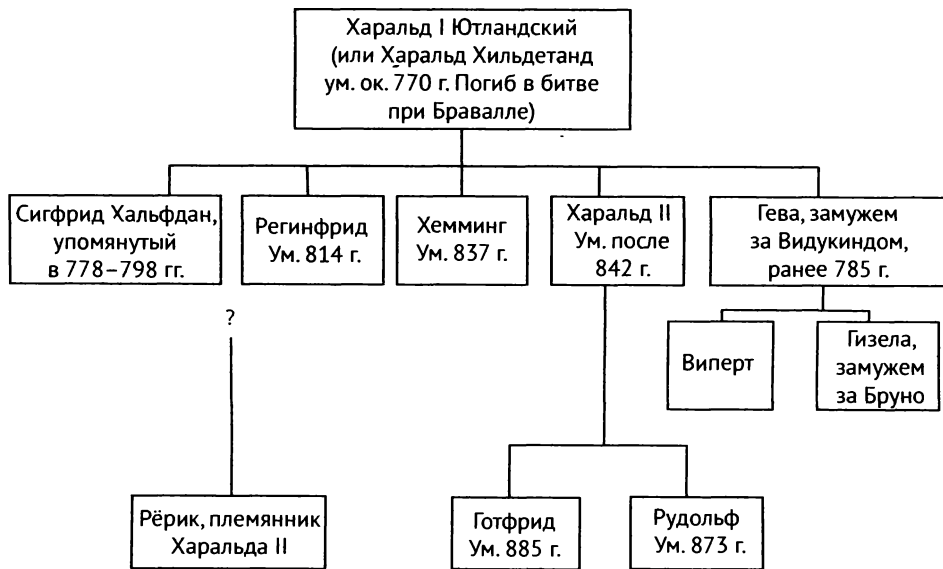 Харальд I Ютландский
(или Харальд Хильдетанд
ум. ок. 770 г. Погиб в битве
при Бравалле)
Сигфрид Хальфдан,
упомянутый
в 778–798 гг.
Регинфрид
Ум. 814 г.
Хемминг
Ум. 837 г.
Харальд II
Ум. после
842 г.
Гева, замужем
за Видукиндом,
ранее 785 г.
?
Виперт
Гизела,
замужем
за Бруно
Рёрик, племянник
Харальда II
Готфрид
Ум. 885 г.
Рудольф
Ум. 873 г.